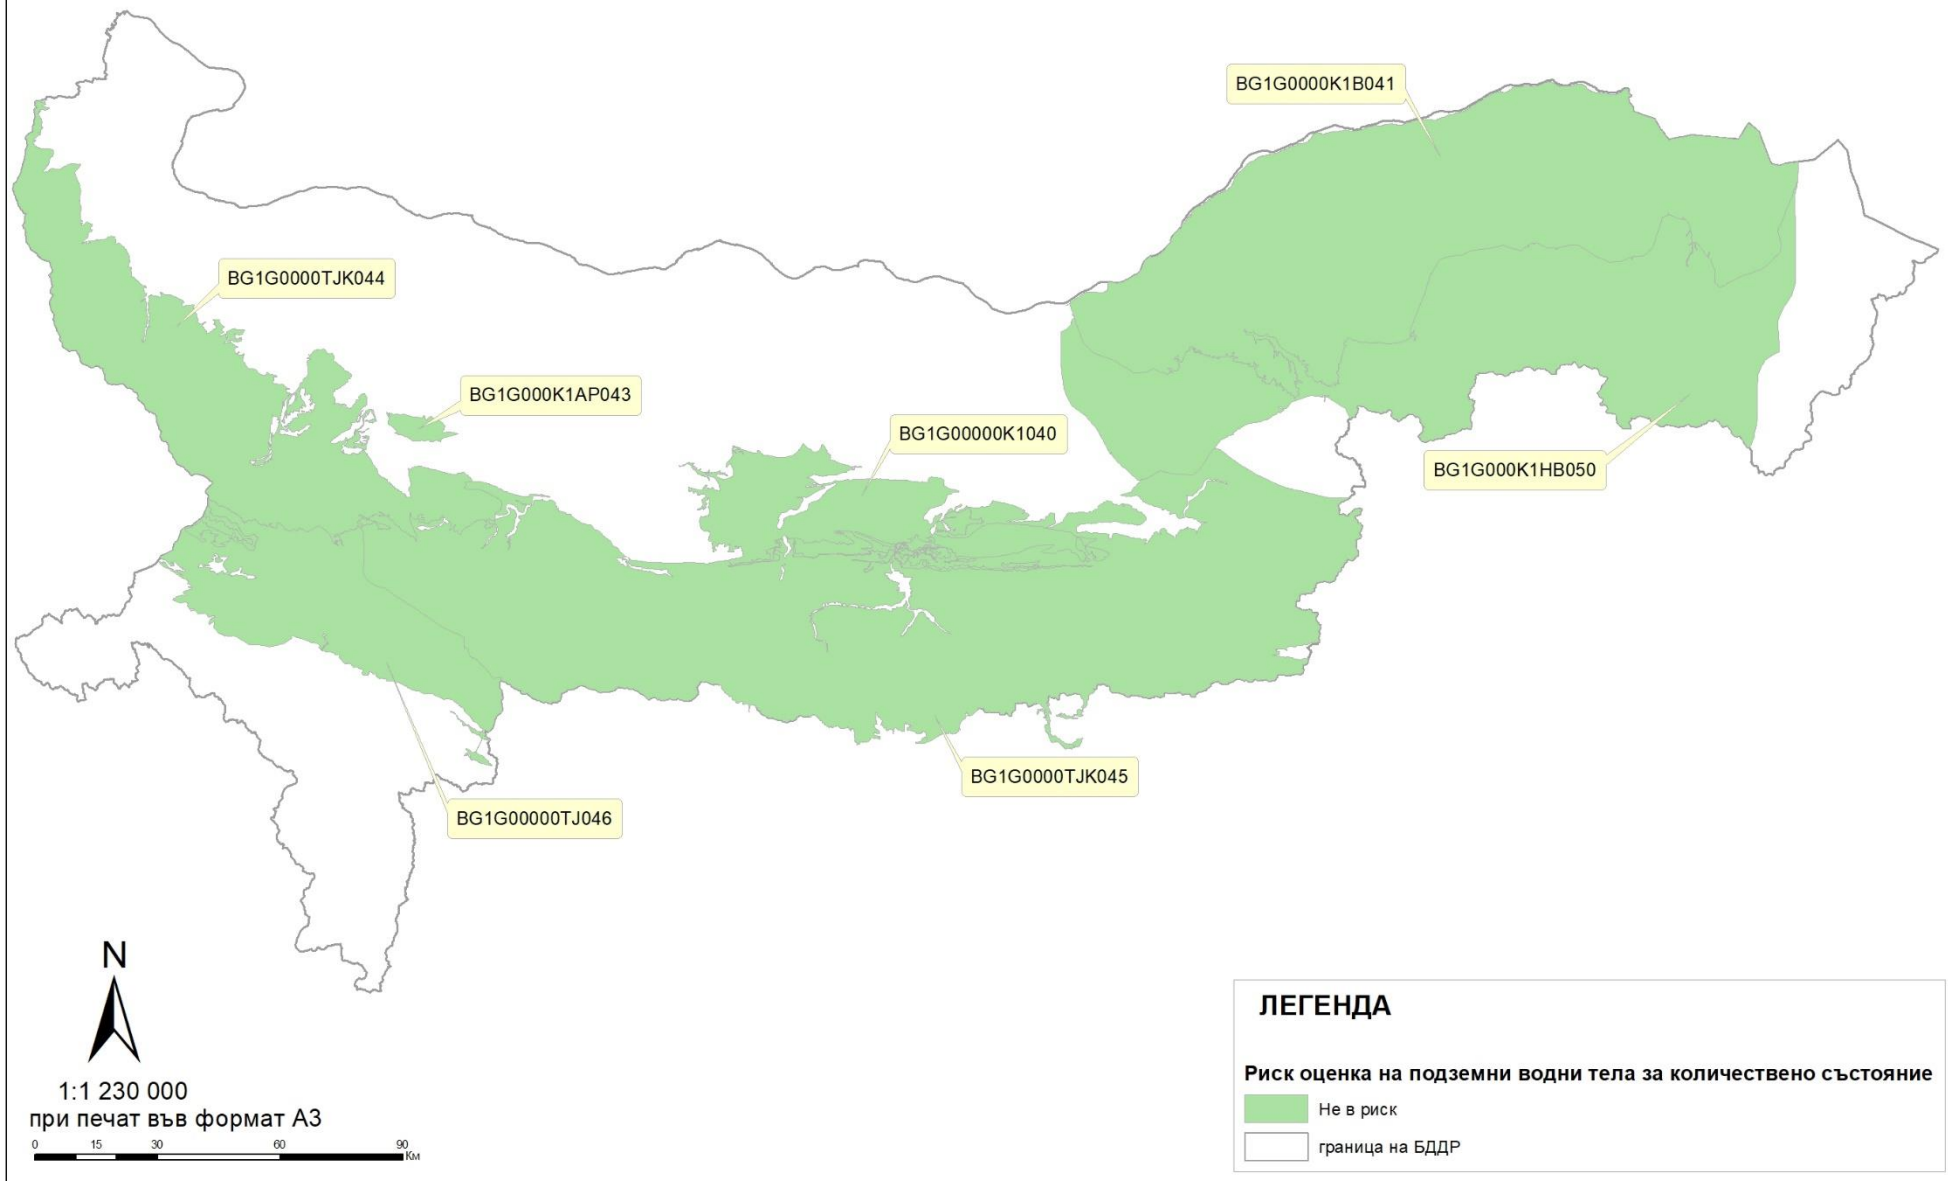 BG1G0000K1B041
BG1G0000TJK044
BG1G000K1AP043
BG1G00000K1040
BG1G000K1HB050
BG1G0000TJK045
BG1G00000TJ046
N
1:1 230 000
при печат във формат А3
0 15 30 60 90
Км
ЛЕГЕНДА
Риск оценка на подземни водни тела за количествено състояние
Не в риск
граница на БДДР